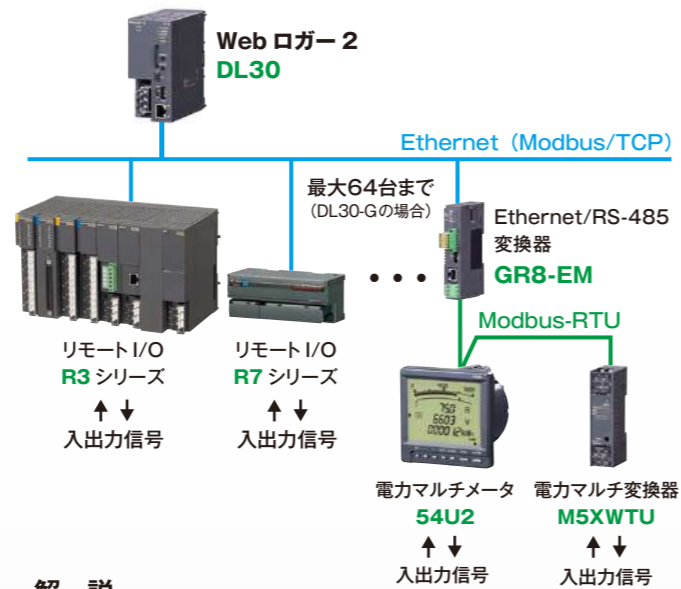 Web ロガー 2
DL30
Ethernet（Modbus/TCP）
最大64台まで
（DL30-Gの場合）
Ethernet/RS-485
変換器
GR8-EM
Modbus-RTU
リモート I/O
R3 シリーズ
入出力信号
リモート I/O
R7 シリーズ
入出力信号
電力マルチメータ
54U2
入出力信号
電力マルチ変換器
M5XWTU
入出力信号